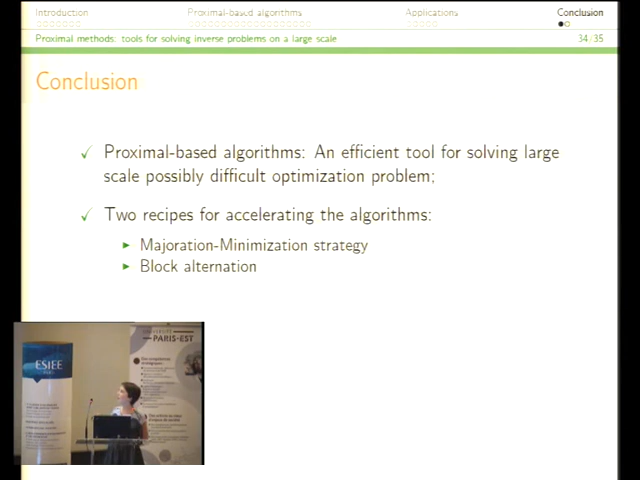 Introduction
Proximal-based algorithms
Applications
Conclusion
Proximal methods: tools for solving inverse problems on a large scale
34/35
Conclusion
✓ Proximal-based algorithms: An efficient tool for solving large
scale possibly difficult optimization problem;
✓ Two recipes for accelerating the algorithms:
► Majoration-Minimization strategy
► Block alternation
ESIEE
PARIS-EST